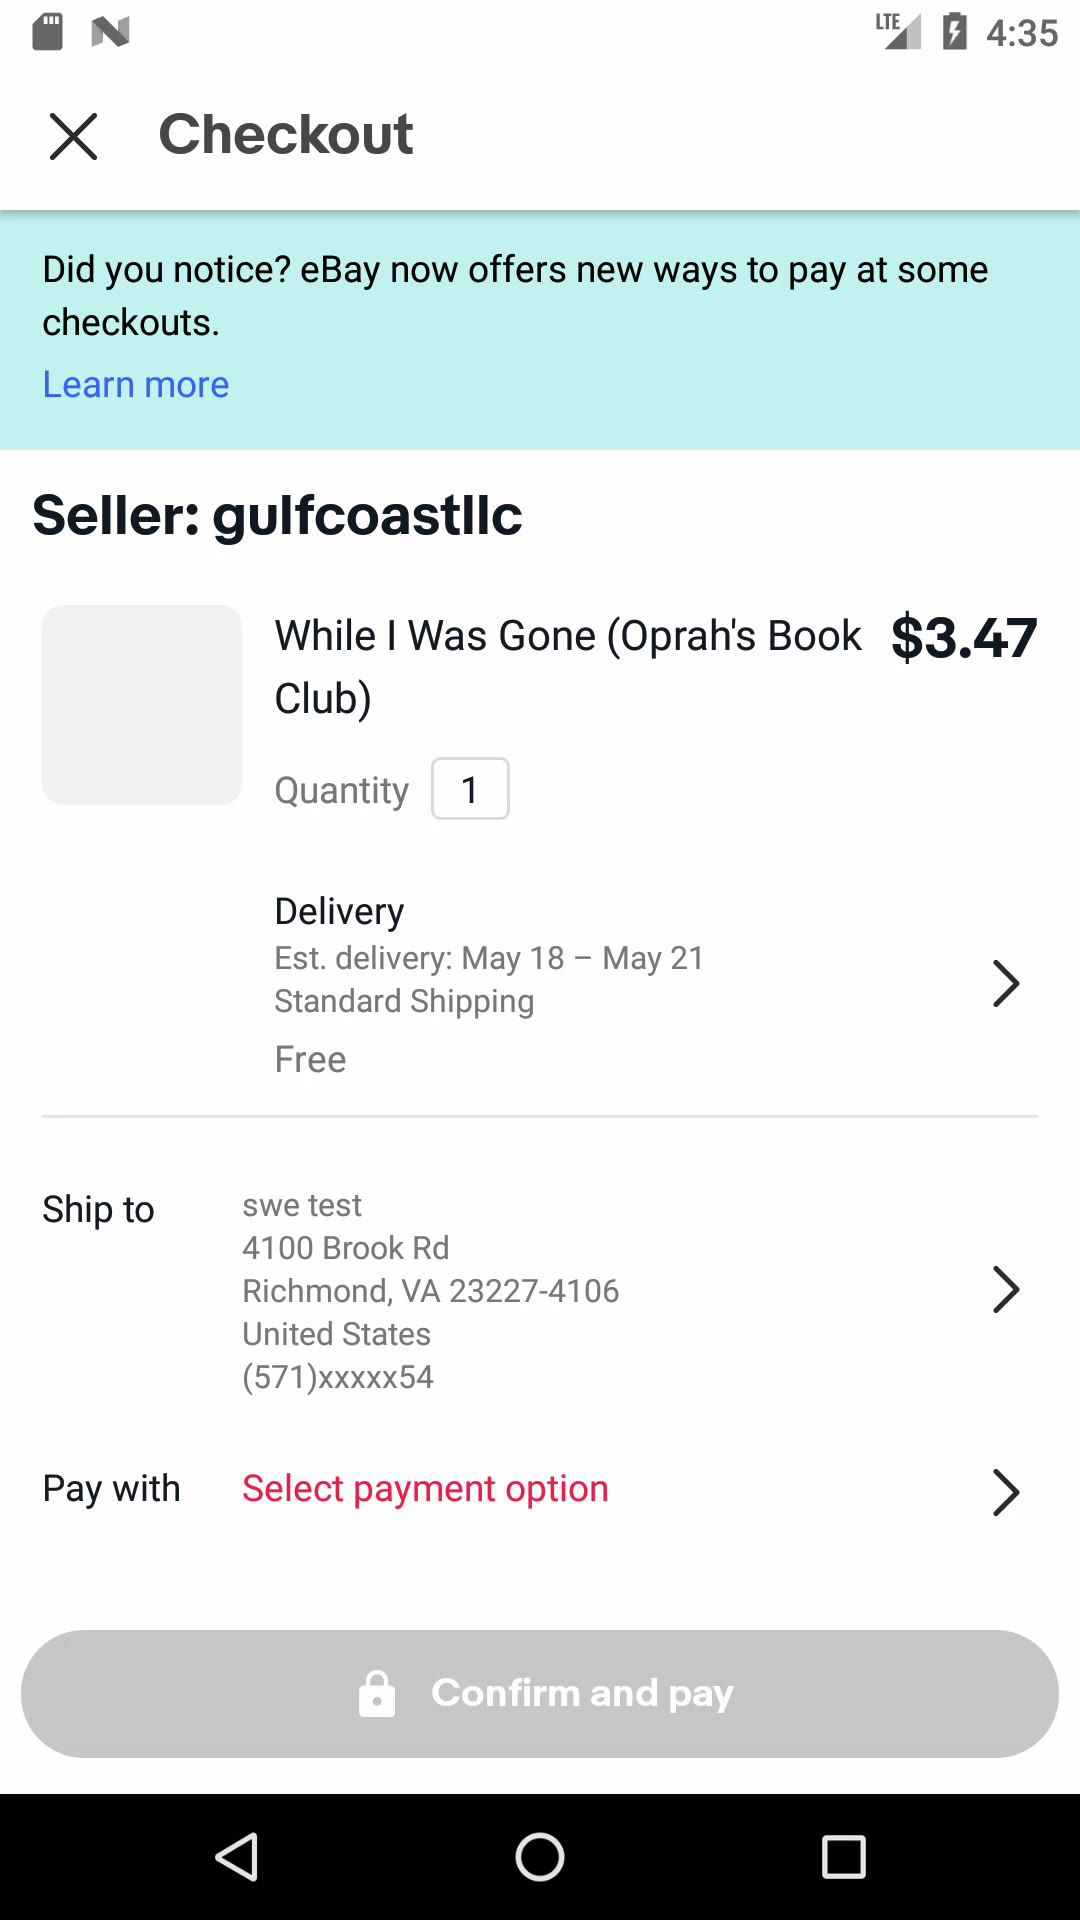 LTE 4:35
Checkout
Did you notice? eBay now offers new ways to pay at some
checkouts.
Learn more
Seller: gulfcoastllc
While I Was Gone (Oprah's Book $3.47
Club)
Quantity 1
Delivery
Est. delivery: May 18 – May 21
Standard Shipping
Free
Ship to swe test
4100 Brook Rd
Richmond, VA 23227-4106
United States
(571)xxxxx54
Pay with Select payment option
Confirm and pay